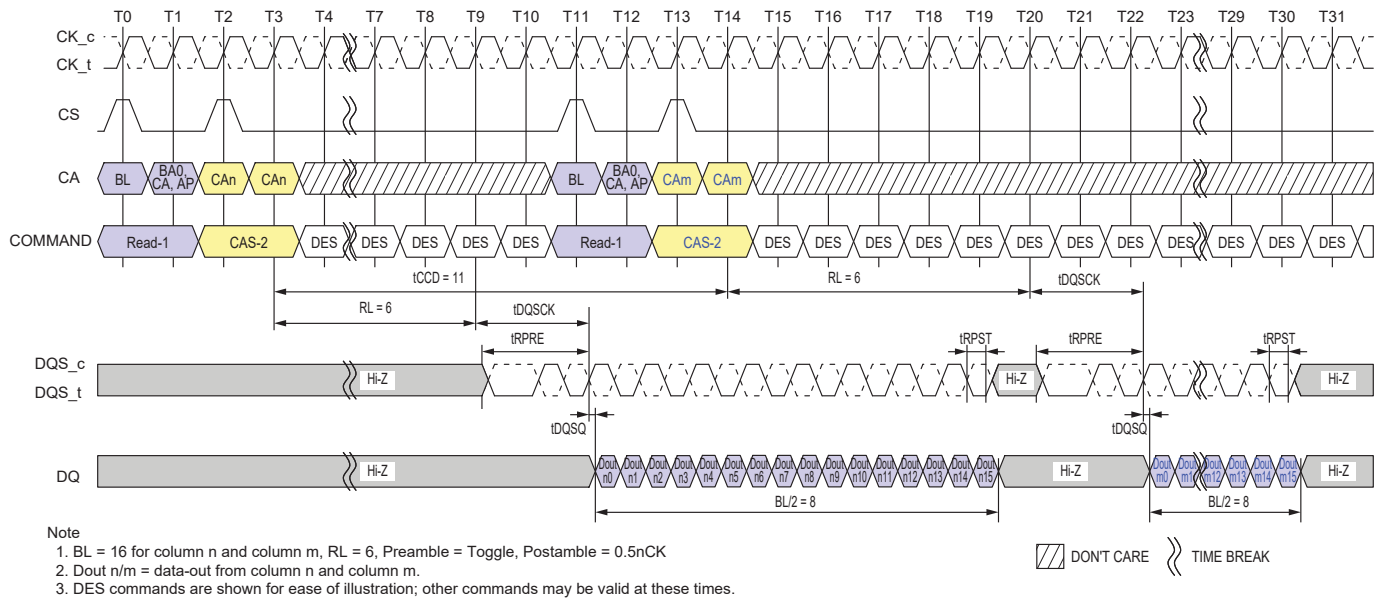 T0 T1 T2 T3 T4 T7 T8 T9 T10 T11 T12 T13 T14 T15 T16 T17 T18 T19 T20 T21 T22 T23 T29 T30 T31
CK_c
CK_t
CS
CA BL BA0, CA, AP CAn CAn BL BA0, CA, AP CAm CAm
COMMAND Read-1 CAS-2 DES DES DES DES DES Read-1 CAS-2 DES DES DES DES DES DES DES DES DES DES DES DES
tCCD = 11 RL = 6 tDQSCK
RL = 6 tDQSCK
tRPRE tRPST tRPRE tRPST
DQS_c
DQS_t
Hi-Z Hi-Z Hi-Z
tDQSQ tDQSQ
DQ Hi-Z Dout n0 Dout n1 Dout n2 Dout n3 Dout n4 Dout n5 Dout n6 Dout n7 Dout n8 Dout n9 Dout n10 Dout n11 Dout n12 Dout n13 Dout n14 Dout n15 Hi-Z Dout m0 Dout m1 Dout m12 Dout m13 Dout m14 Dout m15 Hi-Z
BL/2 = 8 BL/2 = 8
Note
1. BL = 16 for column n and column m, RL = 6, Preamble = Toggle, Postamble = 0.5nCK
2. Dout n/m = data-out from column n and column m.
3. DES commands are shown for ease of illustration; other commands may be valid at these times.
DON'T CARE TIME BREAK